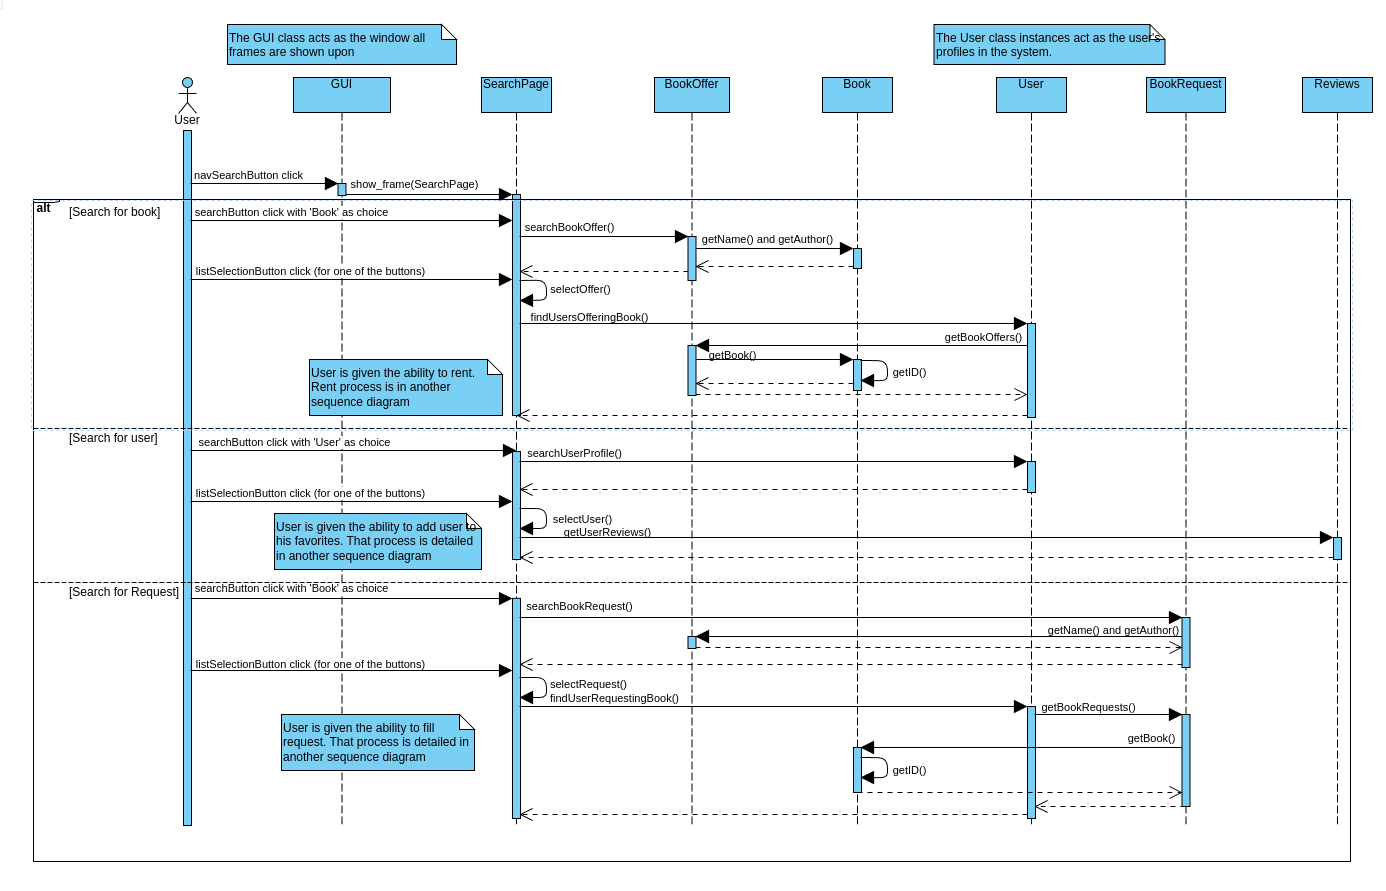 The GUI class acts as the window all
frames are shown upon
The User class instances act as the user's
profiles in the system.
User
GUI
SearchPage
BookOffer
Book
User
BookRequest
Reviews
navSearchButton click
show_frame(SearchPage)
alt
[Search for book]
searchButton click with 'Book' as choice
searchBookOffer()
getName() and getAuthor()
listSelectionButton click (for one of the buttons)
selectOffer()
findUsersOfferingBook()
getBookOffers()
getBook()
getID()
User is given the ability to rent.
Rent process is in another
sequence diagram
[Search for user]
searchButton click with 'User' as choice
searchUserProfile()
listSelectionButton click (for one of the buttons)
selectUser()
getUserReviews()
User is given the ability to add user to
his favorites. That process is detailed
in another sequence diagram
[Search for Request]
searchButton click with 'Book' as choice
searchBookRequest()
getName() and getAuthor()
listSelectionButton click (for one of the buttons)
selectRequest()
findUserRequestingBook()
getBookRequests()
getBook()
getID()
User is given the ability to fill
request. That process is detailed in
another sequence diagram